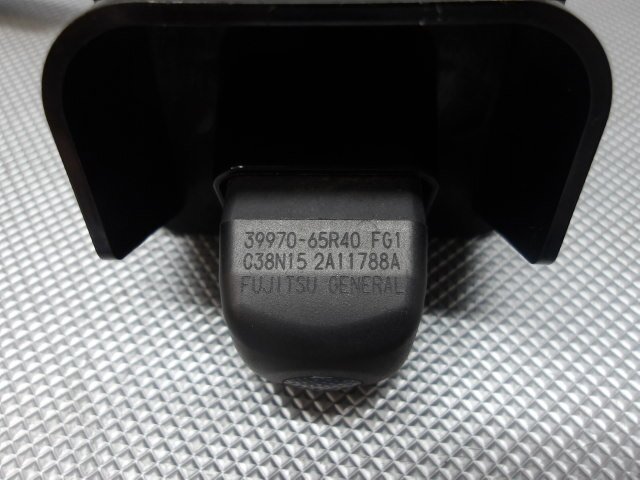 39970-65R40 FG1
C38N15 2A11788A
FUJITSU GENERAL